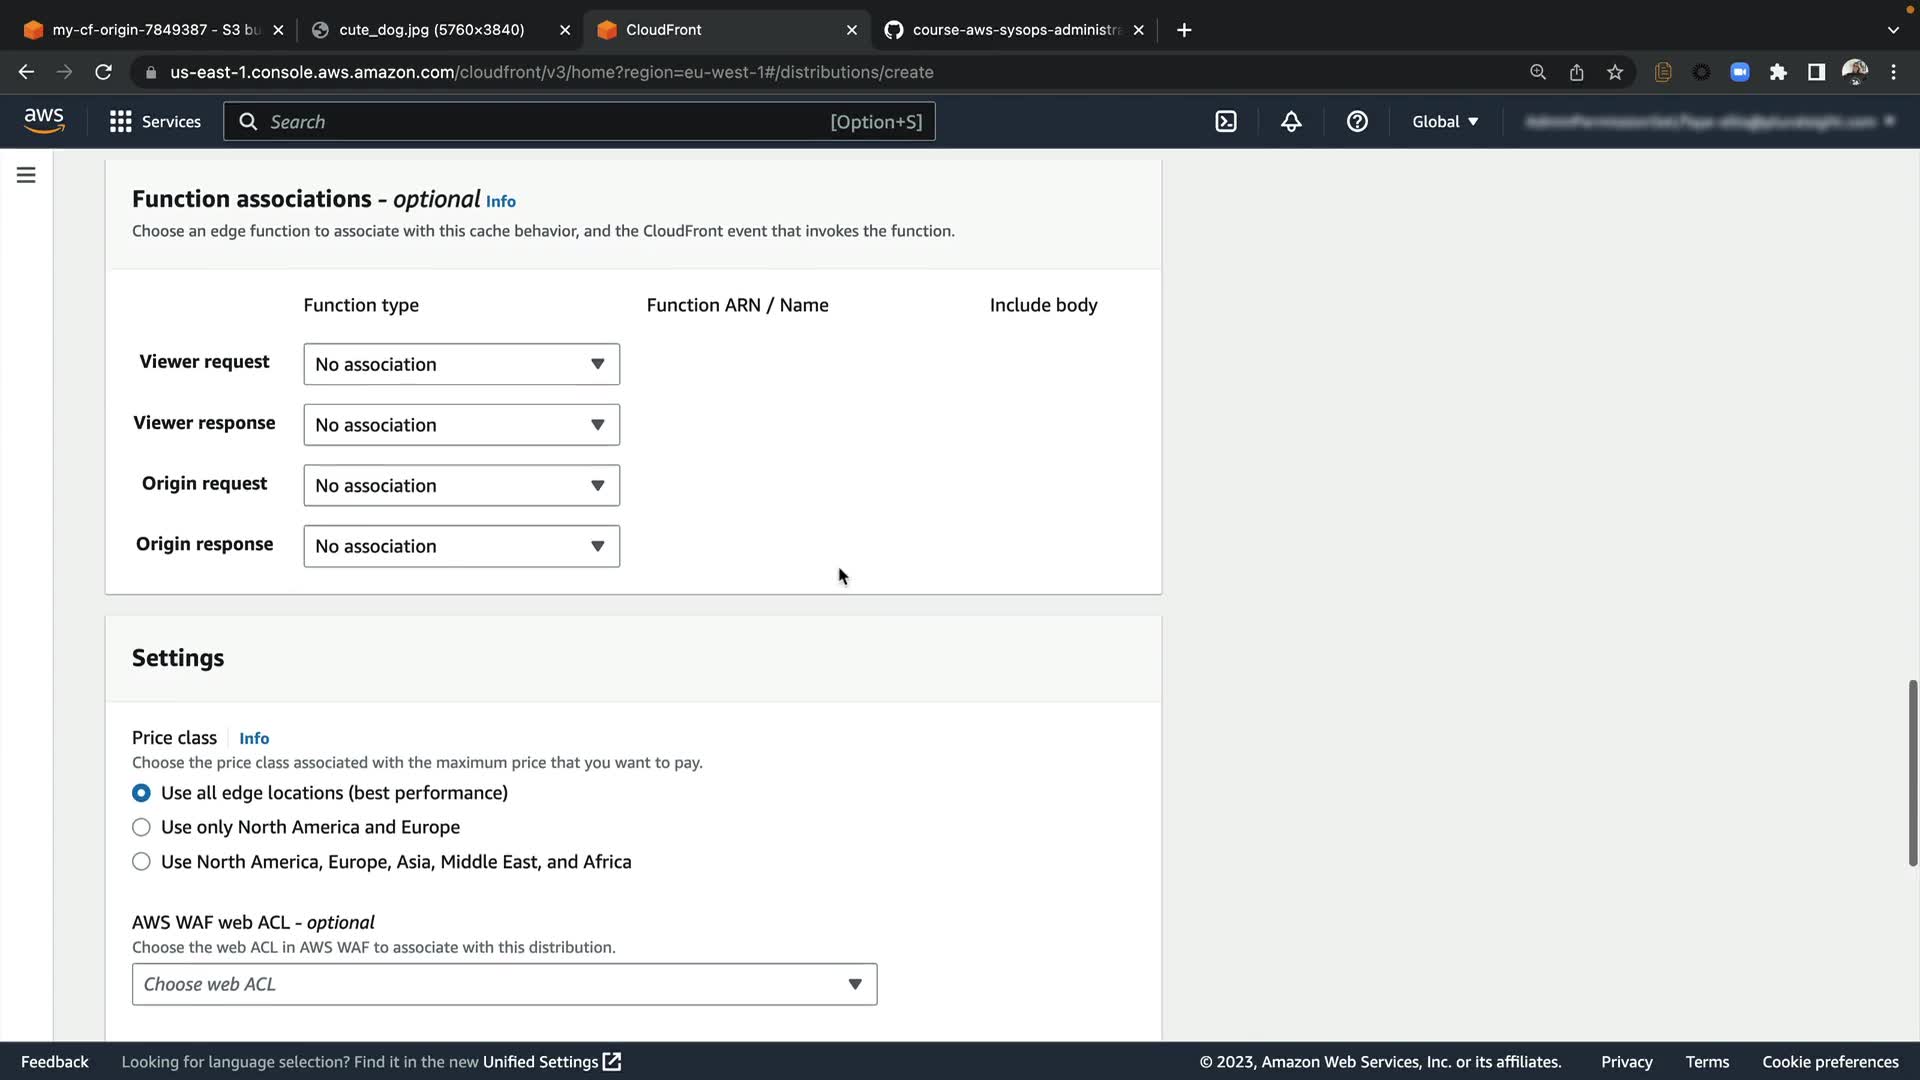 my-cf-origin-7849387 - S3 bu
cute_dog.jpg (5760×3840)
CloudFront
course-aws-sysops-administra
us-east-1.console.aws.amazon.com/cloudfront/v3/home?region=eu-west-1#/distributions/create
aws
Services
Search
[Option+S]
Global
Function associations - optional Info
Choose an edge function to associate with this cache behavior, and the CloudFront event that invokes the function.
Function type
Function ARN / Name
Include body
Viewer request
No association
Viewer response
No association
Origin request
No association
Origin response
No association
Settings
Price class
Info
Choose the price class associated with the maximum price that you want to pay.
Use all edge locations (best performance)
Use only North America and Europe
Use North America, Europe, Asia, Middle East, and Africa
AWS WAF web ACL - optional
Choose the web ACL in AWS WAF to associate with this distribution.
Choose web ACL
Feedback
Looking for language selection? Find it in the new Unified Settings
© 2023, Amazon Web Services, Inc. or its affiliates.
Privacy
Terms
Cookie preferences